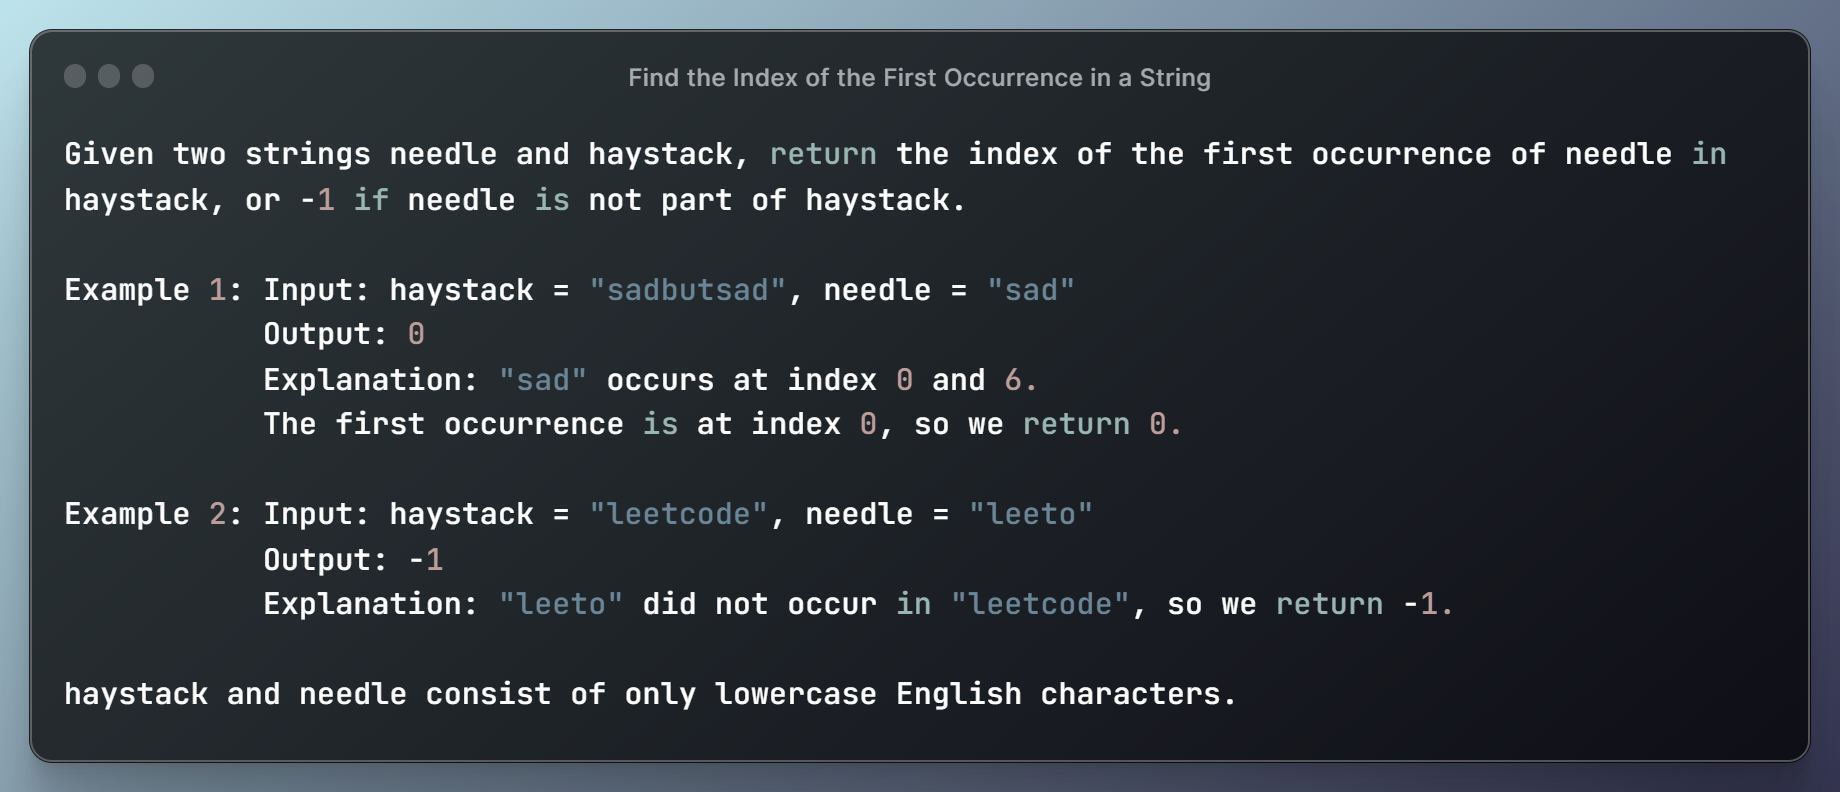 Find the Index of the First Occurrence in a String
Given two strings needle and haystack, return the index of the first occurrence of needle in
haystack, or -1 if needle is not part of haystack.
Example 1: Input: haystack = "sadbutsad", needle = "sad"
Output: 0
Explanation: "sad" occurs at index 0 and 6.
The first occurrence is at index 0, so we return 0.
Example 2: Input: haystack = "leetcode", needle = "leeto"
Output: -1
Explanation: "leeto" did not occur in "leetcode", so we return -1.
haystack and needle consist of only lowercase English characters.